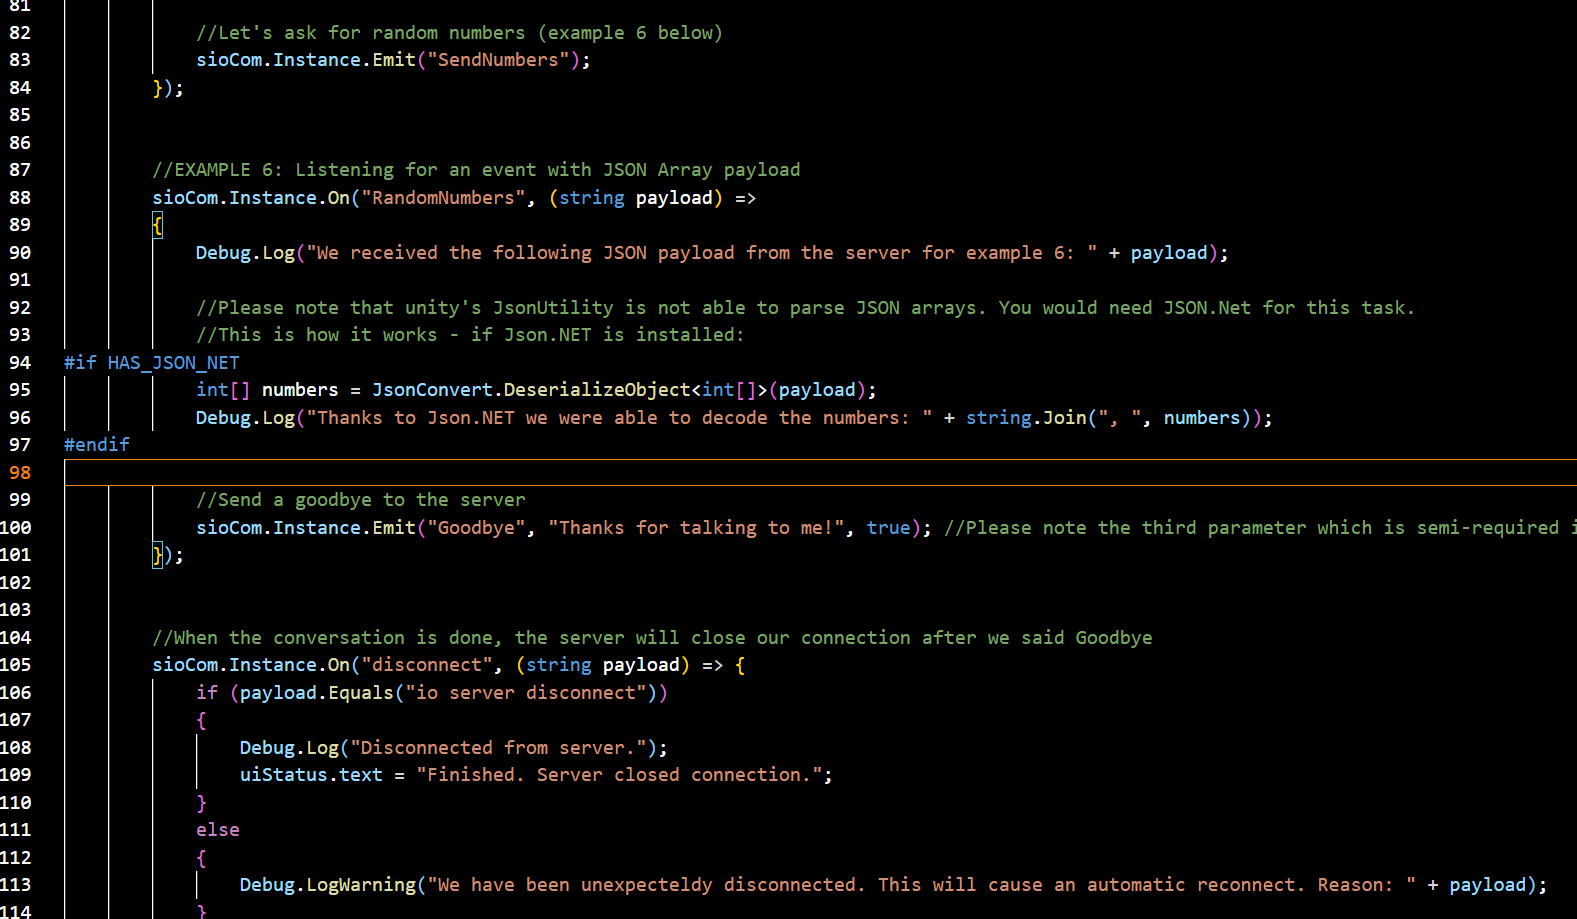 81
82 //Let's ask for random numbers (example 6 below)
83 sioCom.Instance.Emit("SendNumbers");
84 });
85
86
87 //EXAMPLE 6: Listening for an event with JSON Array payload
88 sioCom.Instance.On("RandomNumbers", (string payload) =>
89 {
90 Debug.Log("We received the following JSON payload from the server for example 6: " + payload);
91
92 //Please note that unity's JsonUtility is not able to parse JSON arrays. You would need JSON.Net for this task.
93 //This is how it works - if Json.NET is installed:
94 #if HAS_JSON_NET
95 int[] numbers = JsonConvert.DeserializeObject<int[]>(payload);
96 Debug.Log("Thanks to Json.NET we were able to decode the numbers: " + string.Join(", ", numbers));
97 #endif
98
99 //Send a goodbye to the server
100 sioCom.Instance.Emit("Goodbye", "Thanks for talking to me!", true); //Please note the third parameter which is semi-required
101 });
102
103
104 //When the conversation is done, the server will close our connection after we said Goodbye
105 sioCom.Instance.On("disconnect", (string payload) => {
106 if (payload.Equals("io server disconnect"))
107 {
108 Debug.Log("Disconnected from server.");
109 uiStatus.text = "Finished. Server closed connection.";
110 }
111 else
112 {
113 Debug.LogWarning("We have been unexpecteldy disconnected. This will cause an automatic reconnect. Reason: " + payload);
114 }